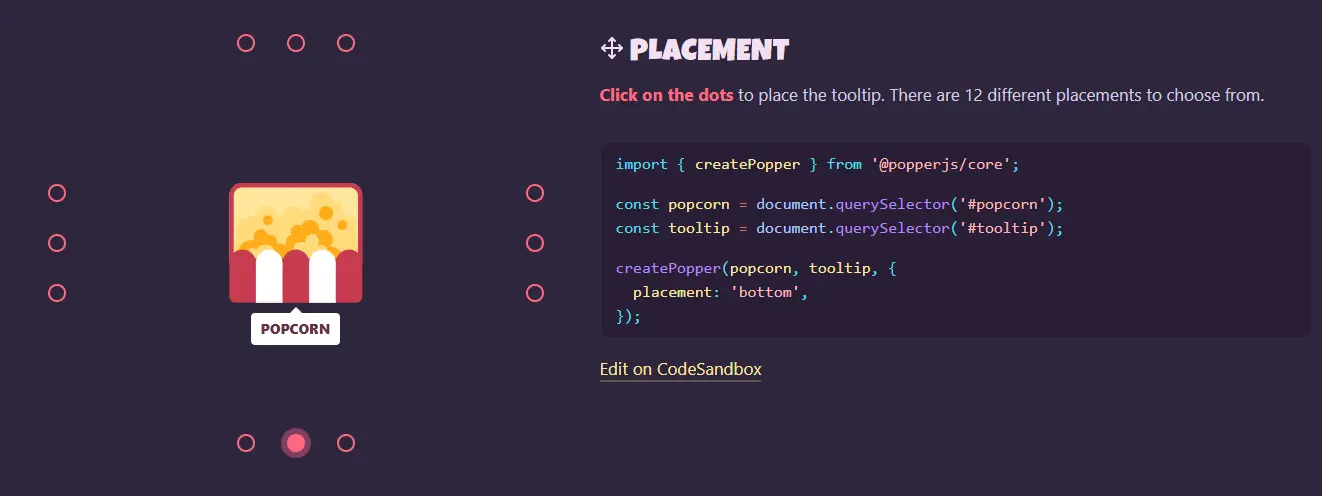 PLACEMENT
Click on the dots to place the tooltip. There are 12 different placements to choose from.
import { createPopper } from '@popperjs/core';
const popcorn = document.querySelector('#popcorn');
const tooltip = document.querySelector('#tooltip');
createPopper(popcorn, tooltip, {
  placement: 'bottom',
});
Edit on CodeSandbox
POPCORN